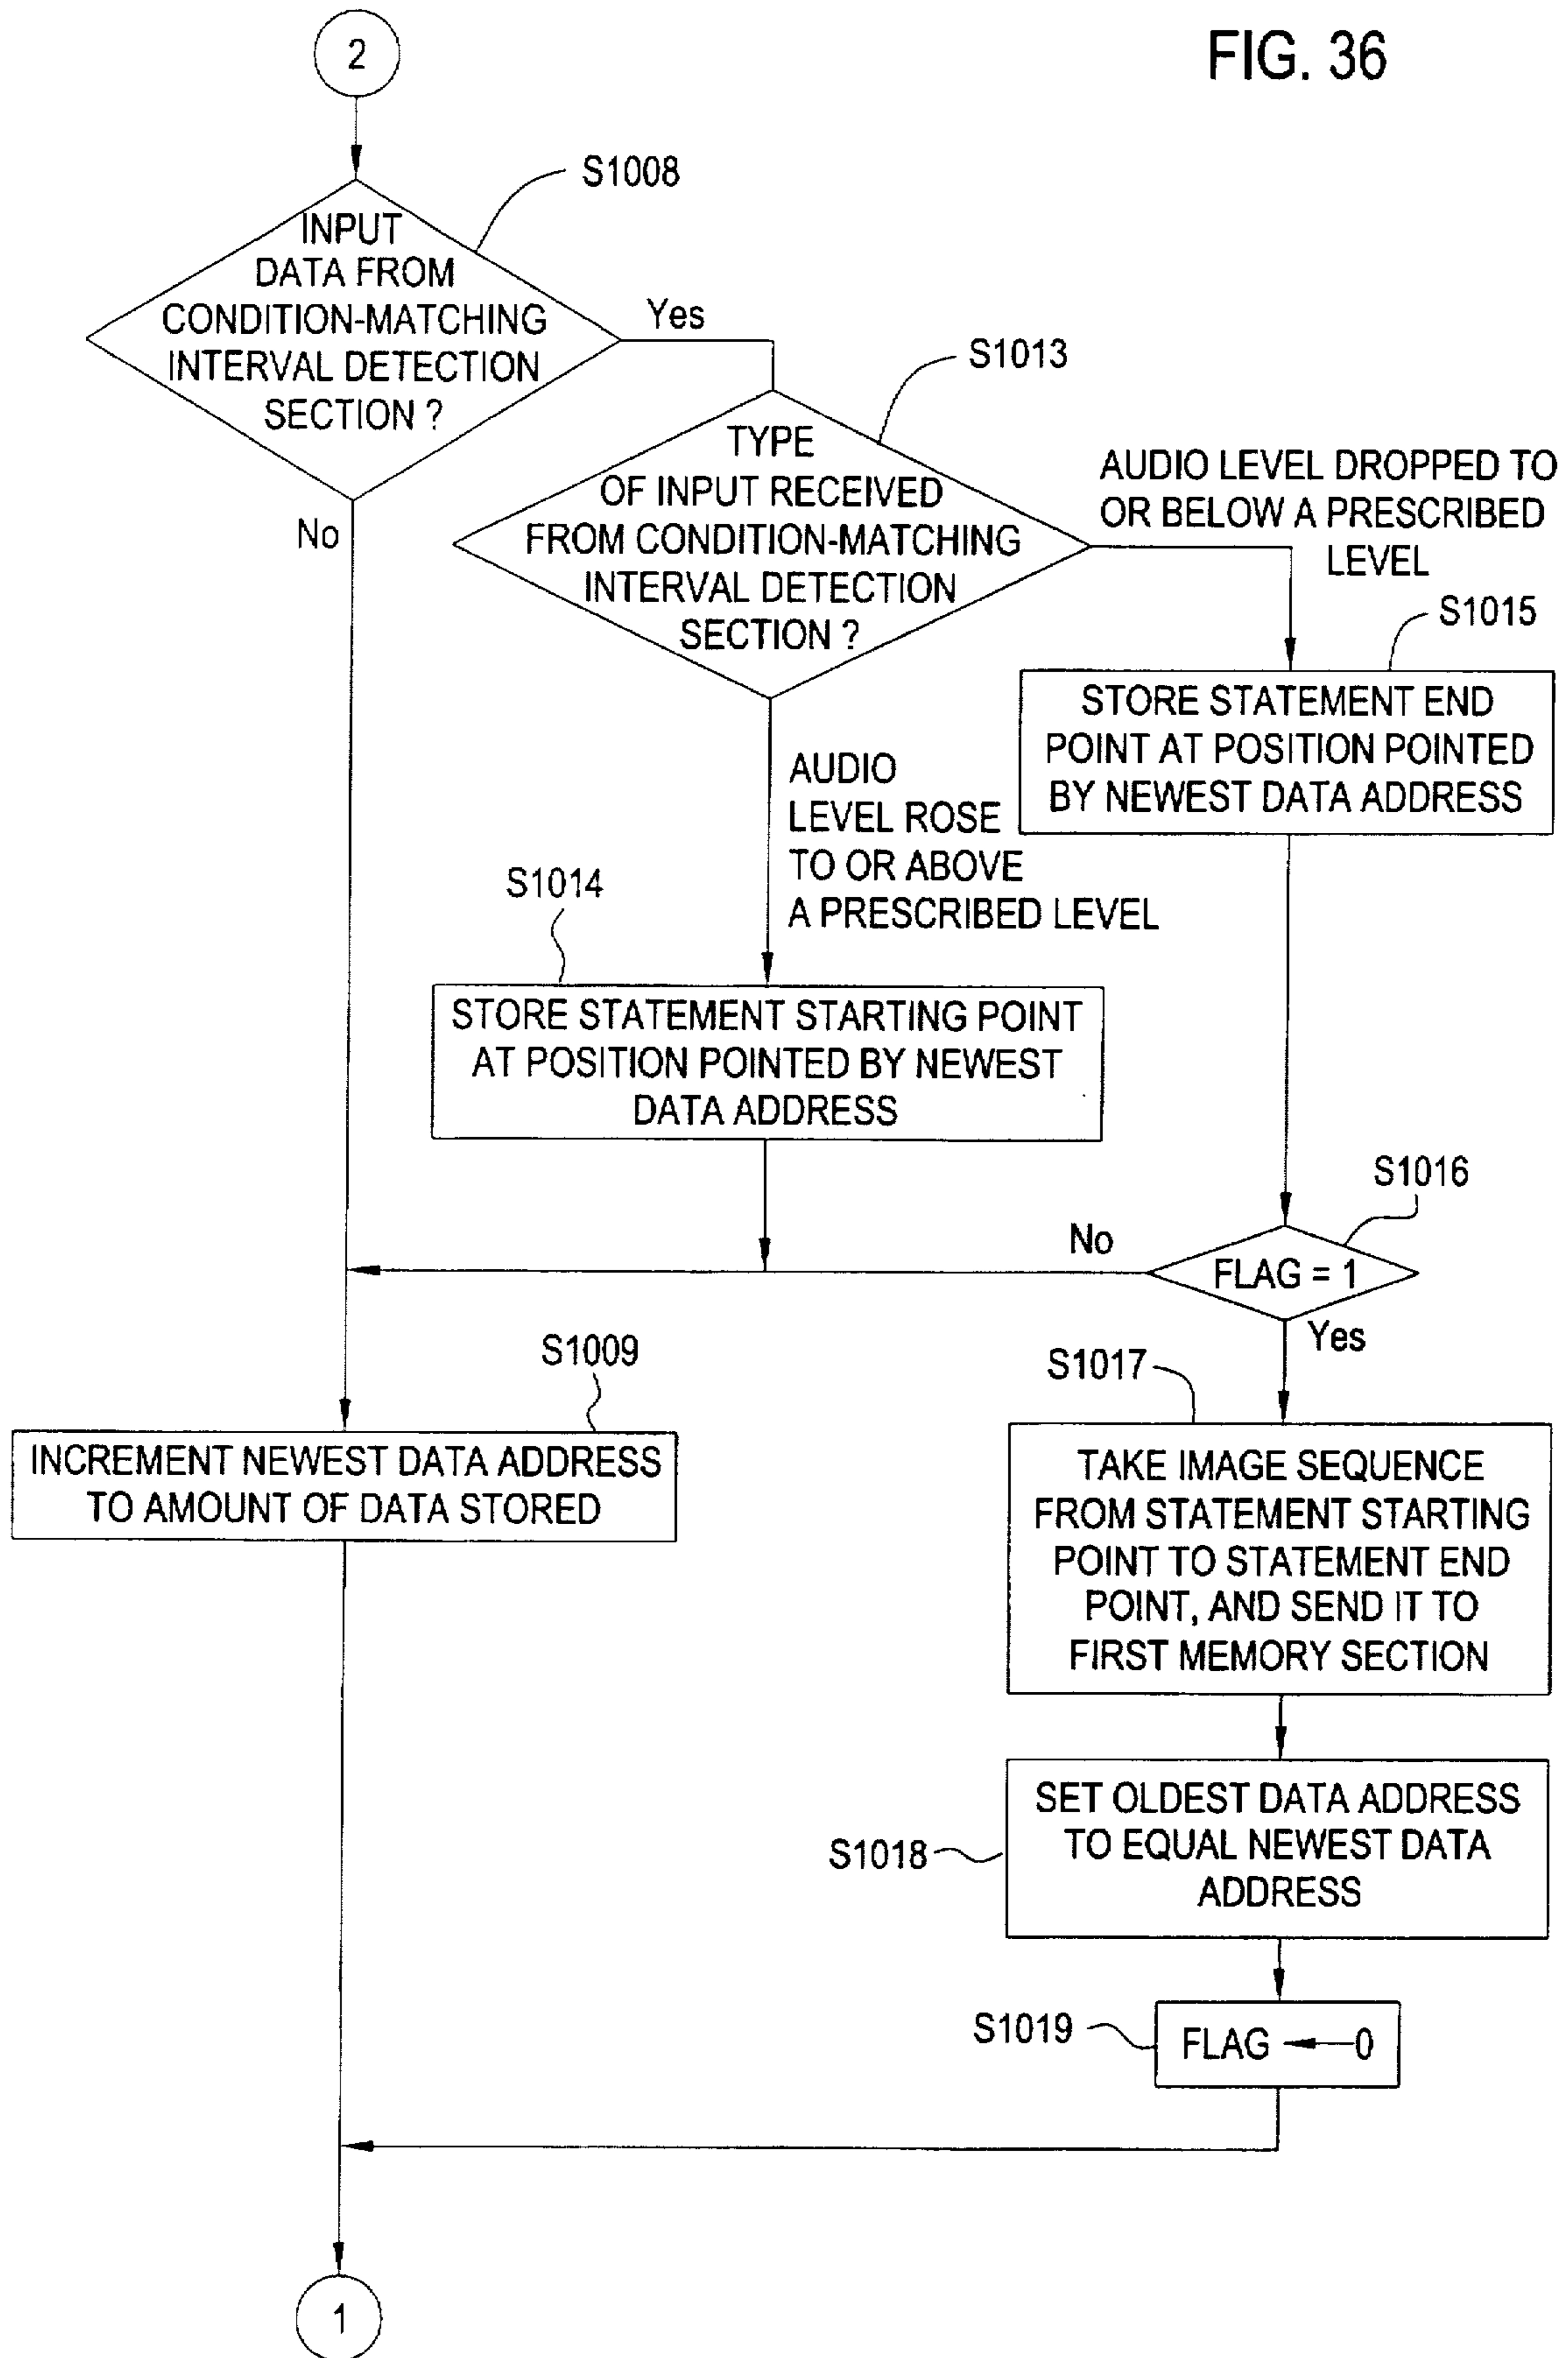 FIG. 36
2
S1008
INPUT
DATA FROM
CONDITION-MATCHING
INTERVAL DETECTION
SECTION ?
Yes
No
S1013
TYPE
OF INPUT RECEIVED
FROM CONDITION-MATCHING
INTERVAL DETECTION
SECTION ?
AUDIO LEVEL DROPPED TO
OR BELOW A PRESCRIBED
LEVEL
S1015
STORE STATEMENT END
POINT AT POSITION POINTED
BY NEWEST DATA ADDRESS
AUDIO
LEVEL ROSE
TO OR ABOVE
A PRESCRIBED LEVEL
S1014
STORE STATEMENT STARTING POINT
AT POSITION POINTED BY NEWEST
DATA ADDRESS
S1016
No
FLAG = 1
Yes
S1009
INCREMENT NEWEST DATA ADDRESS
TO AMOUNT OF DATA STORED
S1017
TAKE IMAGE SEQUENCE
FROM STATEMENT STARTING
POINT TO STATEMENT END
POINT, AND SEND IT TO
FIRST MEMORY SECTION
S1018
SET OLDEST DATA ADDRESS
TO EQUAL NEWEST DATA
ADDRESS
S1019
FLAG ← 0
1